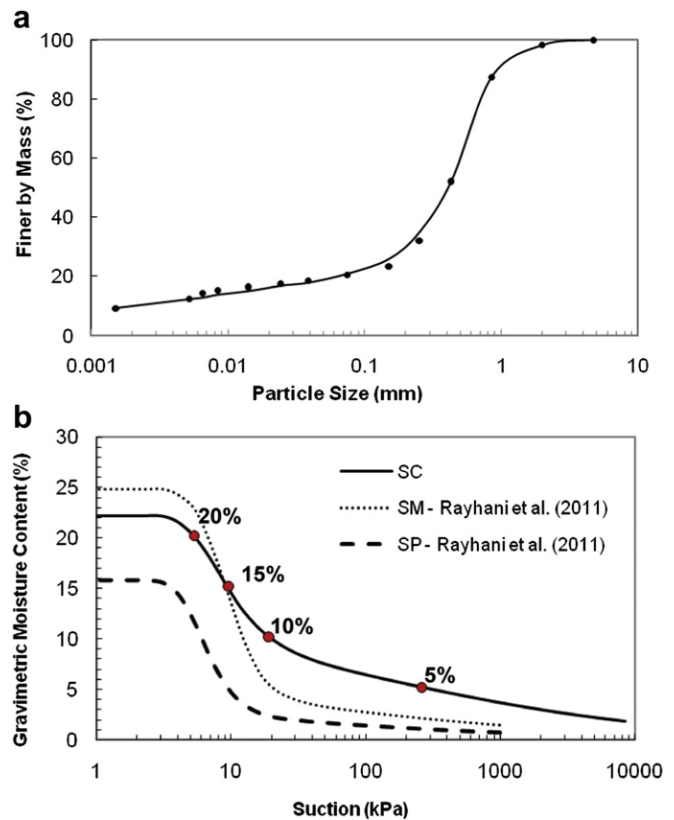 a
Finer by Mass (%)
100
80
60
40
20
0
0.001 0.01 0.1 1 10
Particle Size (mm)
b
Gravimetric Moisture Content (%)
30
25
20
15
10
5
0
SC
SM - Rayhani et al. (2011)
SP - Rayhani et al. (2011)
20%
15%
10%
5%
1 10 100 1000 10000
Suction (kPa)